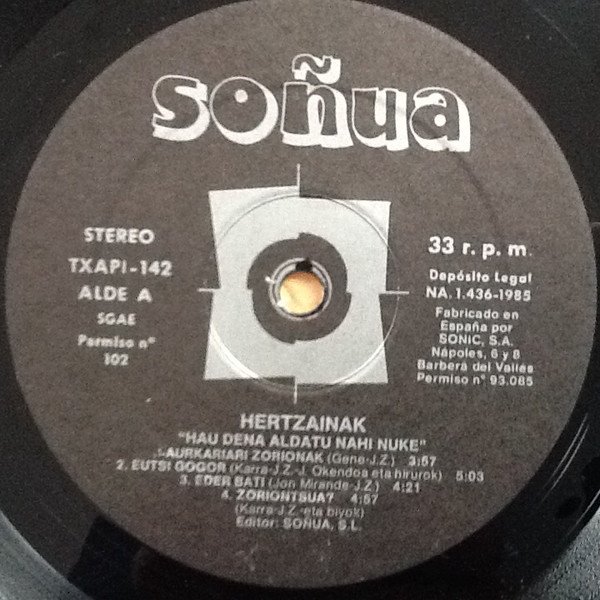 soñua
STEREO
TXAPI-142
ALDE A
SGAE
Permiso nº
102
33 r. p. m.
Depósito Legal
NA. 1.436-1985
Fabricado en
España por
SONIC, S.A.
Nápoles, 6 y 8
Barberá del Vallés
Permiso nº 93.085
HERTZAINAK
"HAU DENA ALDATU NAHI NUKE"
1.-AURKARIARI ZORIONAK (Gene-J.Z.) 3:57
2. EUTSI GOGOR (Karra-J.Z.-J. Okendoa eta hirurok) 5:03
3. EDER BATI (Jon Mirande-J.Z.) 4:21
4. ZORIONTSUA? 4:57
(Karra-J.Z.-eta biyok)
Editor: SOÑUA, S.L.